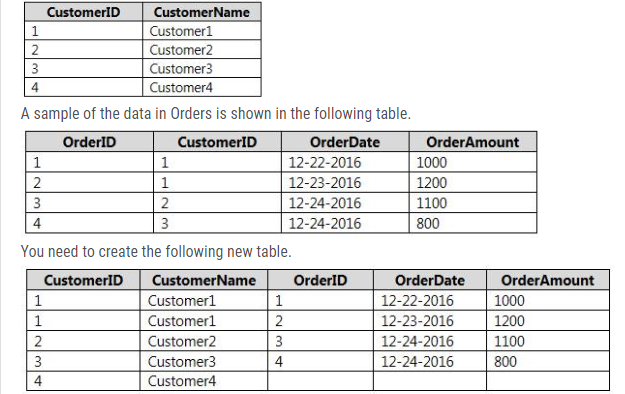 CustomerID CustomerName
1 Customer1
2 Customer2
3 Customer3
4 Customer4
A sample of the data in Orders is shown in the following table.
OrderID CustomerID OrderDate OrderAmount
1 1 12-22-2016 1000
2 1 12-23-2016 1200
3 2 12-24-2016 1100
4 3 12-24-2016 800
You need to create the following new table.
CustomerID CustomerName OrderID OrderDate OrderAmount
1 Customer1 1 12-22-2016 1000
1 Customer1 2 12-23-2016 1200
2 Customer2 3 12-24-2016 1100
3 Customer3 4 12-24-2016 800
4 Customer4